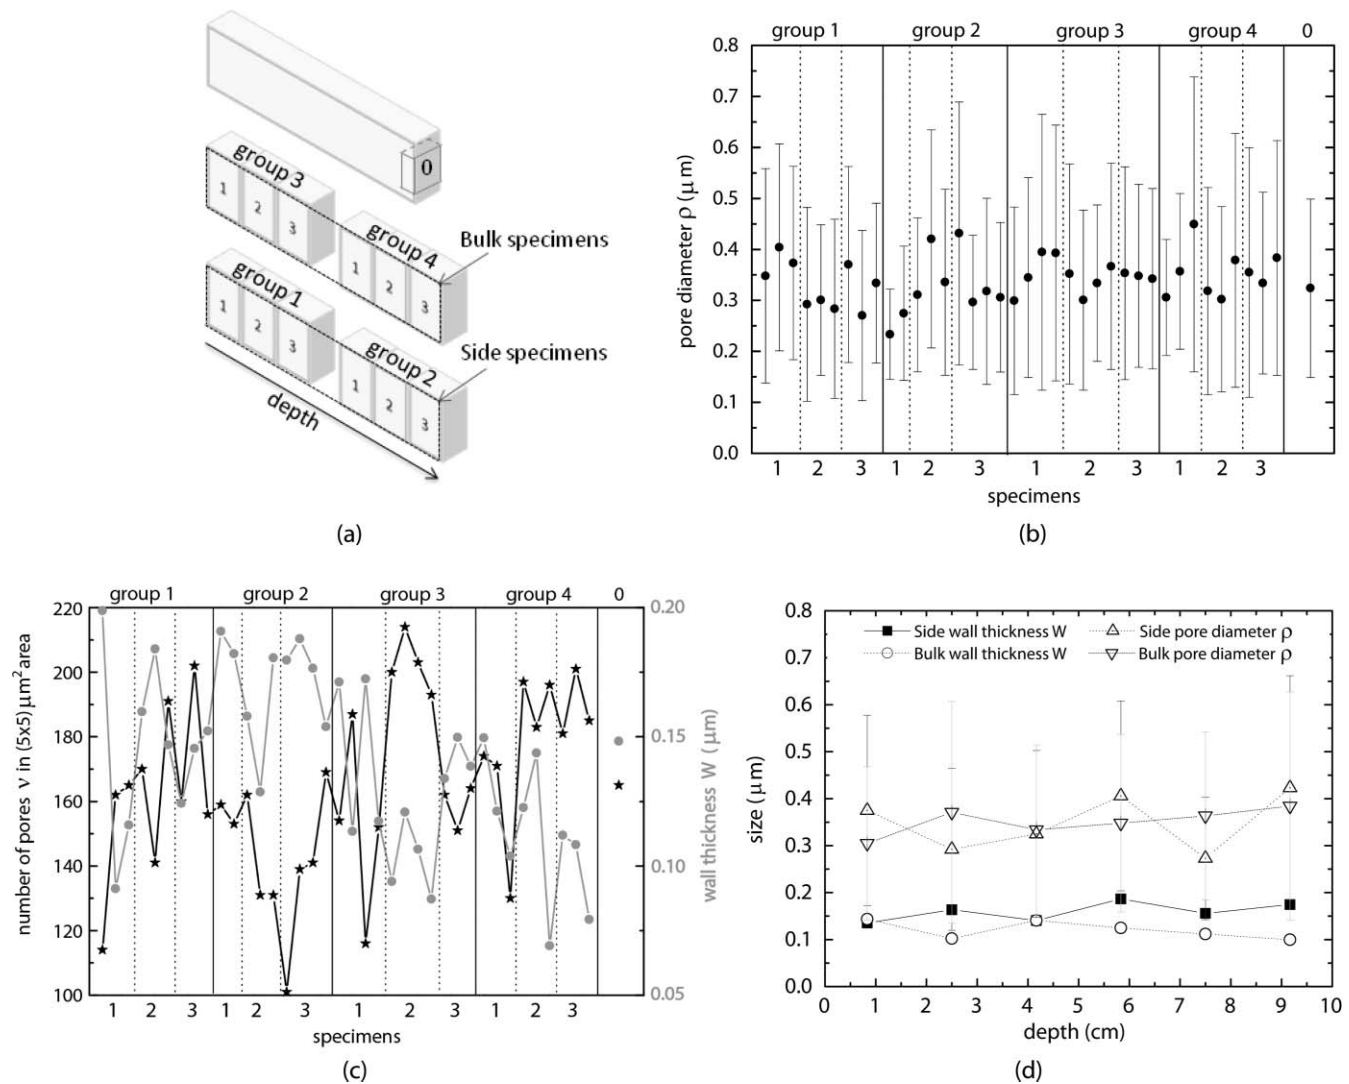 0
group 3
1 2 3
group 4
1 2 3
Bulk specimens
group 1
1 2 3
group 2
1 2 3
Side specimens
depth
(a)
group 1 group 2 group 3 group 4 0
0.8
0.7
0.6
0.5
0.4
0.3
0.2
0.1
0.0
pore diameter ρ (μm)
1 2 3 1 2 3 1 2 3 1 2 3
specimens
(b)
group 1 group 2 group 3 group 4 0
220
200
180
160
140
120
100
number of pores ν in (5x5) μm² area
0.20
0.15
0.10
0.05
wall thickness W (μm)
1 2 3 1 2 3 1 2 3 1 2 3
specimens
(c)
Side wall thickness W Side pore diameter ρ
Bulk wall thickness W Bulk pore diameter ρ
0.8
0.7
0.6
0.5
0.4
0.3
0.2
0.1
0.0
size (μm)
0 1 2 3 4 5 6 7 8 9 10
depth (cm)
(d)